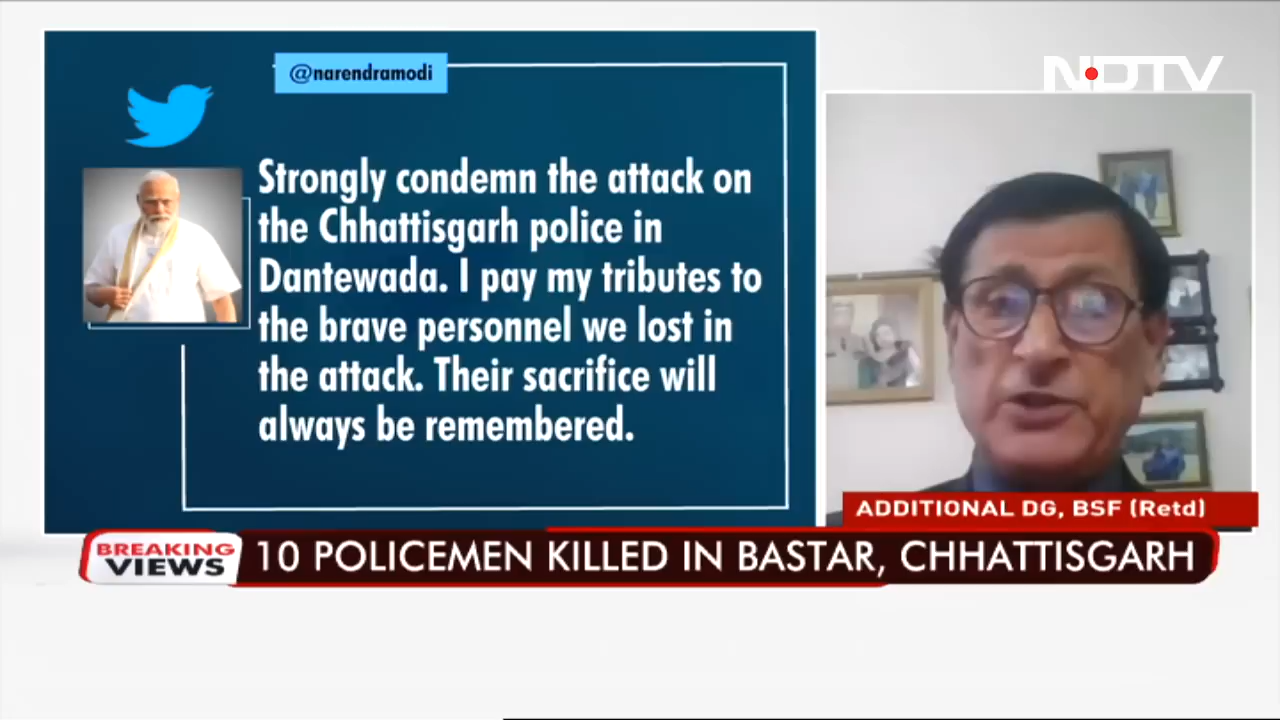 @narendramodi
NDTV
Strongly condemn the attack on
the Chhattisgarh police in
Dantewada. I pay my tributes to
the brave personnel we lost in
the attack. Their sacrifice will
always be remembered.
ADDITIONAL DG, BSF (Retd)
BREAKING
VIEWS
10 POLICEMEN KILLED IN BASTAR, CHHATTISGARH